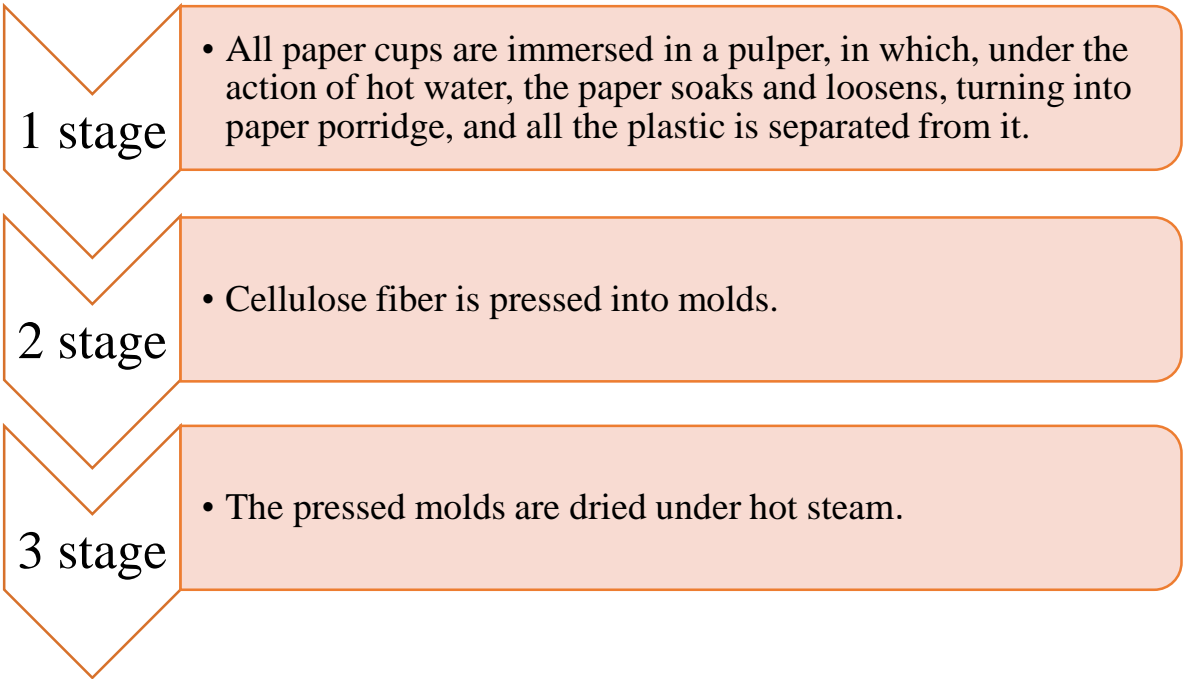 1 stage
• All paper cups are immersed in a pulper, in which, under the
action of hot water, the paper soaks and loosens, turning into
paper porridge, and all the plastic is separated from it.
2 stage
• Cellulose fiber is pressed into molds.
3 stage
• The pressed molds are dried under hot steam.